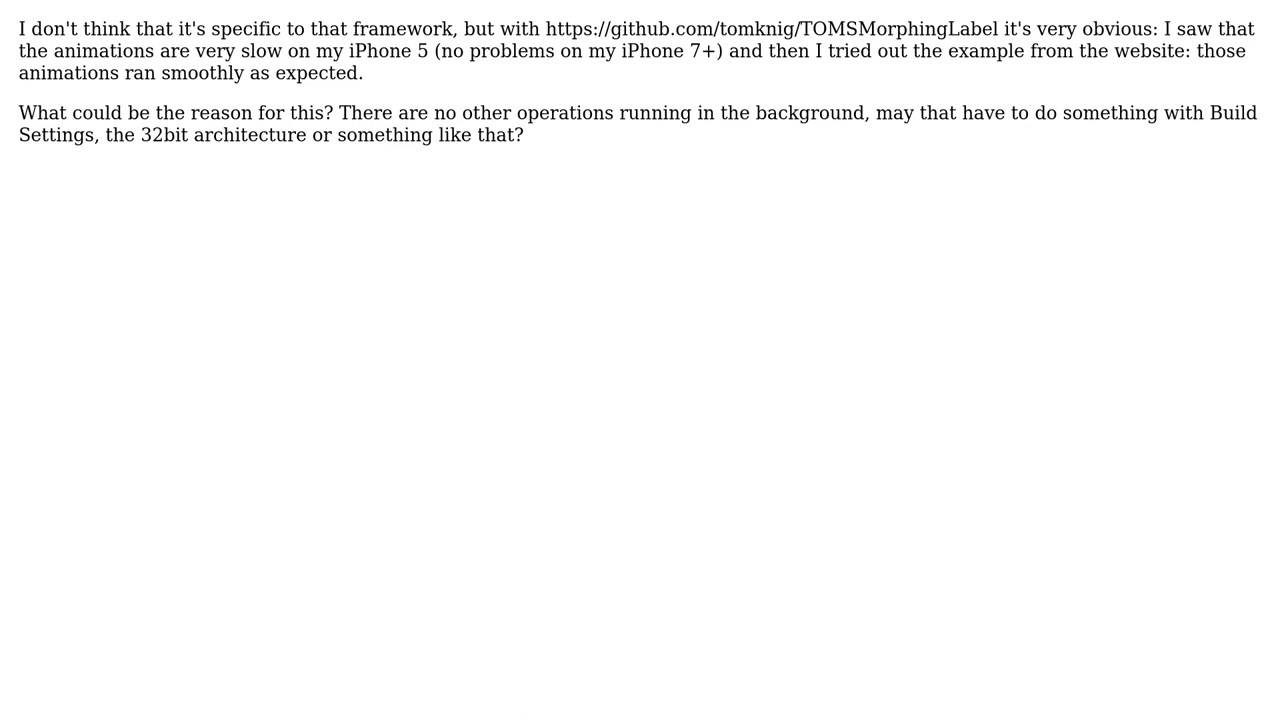 I don't think that it's specific to that framework, but with https://github.com/tomknig/TOMSMorphingLabel it's very obvious: I saw that
the animations are very slow on my iPhone 5 (no problems on my iPhone 7+) and then I tried out the example from the website: those
animations ran smoothly as expected.
What could be the reason for this? There are no other operations running in the background, may that have to do something with Build
Settings, the 32bit architecture or something like that?